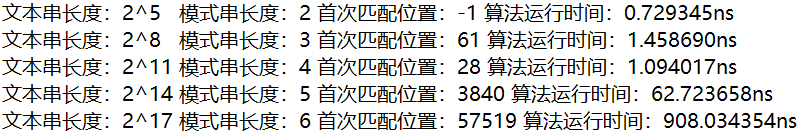 文本串长度：2^5   模式串长度：2 首次匹配位置：-1 算法运行时间：0.729345ns
文本串长度：2^8   模式串长度：3 首次匹配位置：61 算法运行时间：1.458690ns
文本串长度：2^11 模式串长度：4 首次匹配位置：28 算法运行时间：1.094017ns
文本串长度：2^14 模式串长度：5 首次匹配位置：3840 算法运行时间：62.723658ns
文本串长度：2^17 模式串长度：6 首次匹配位置：57519 算法运行时间：908.034354ns